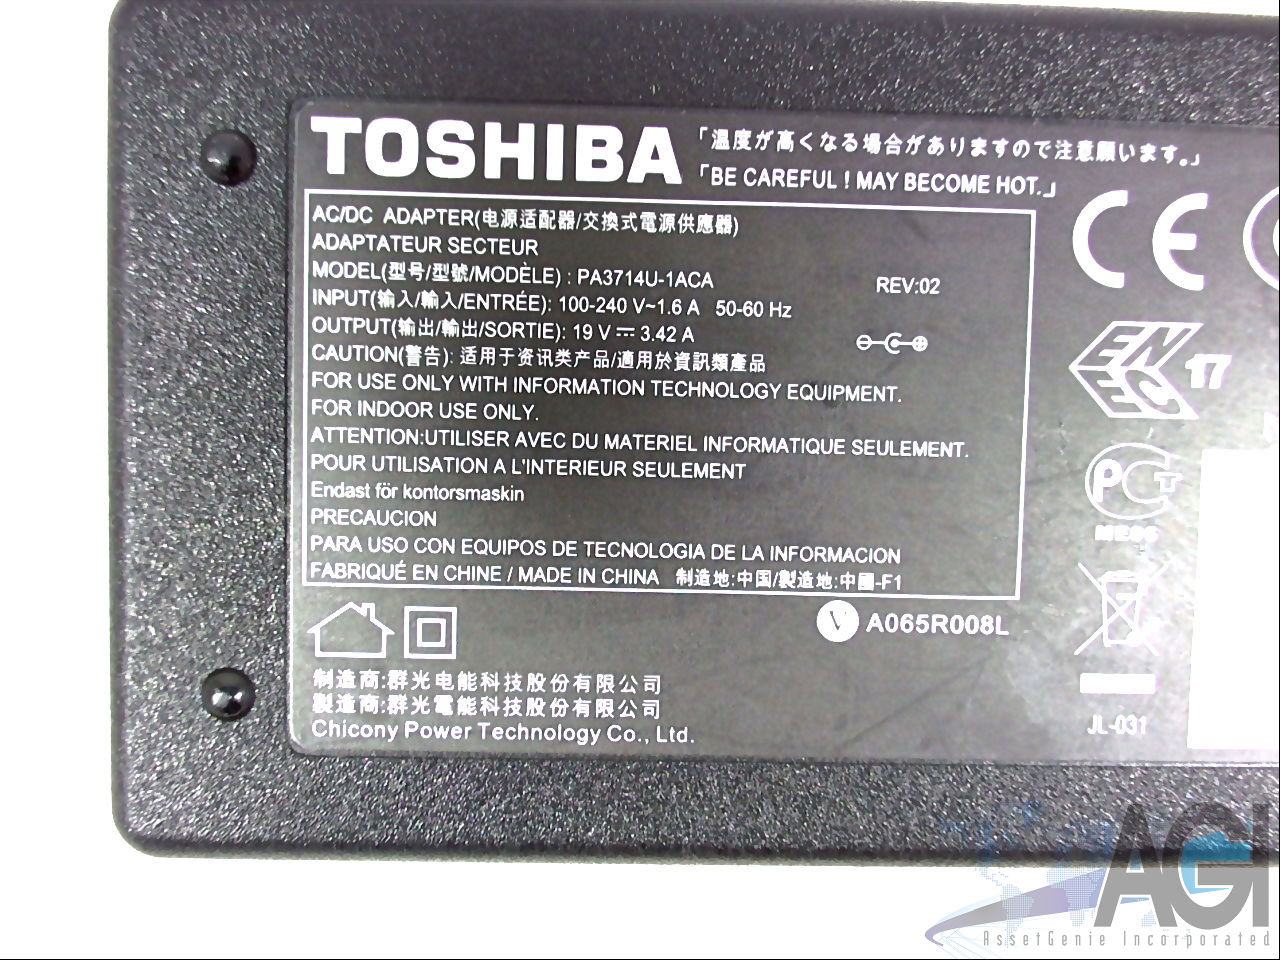 TOSHIBA
「温度が高くなる場合がありますので注意願います。」
「BE CAREFUL ! MAY BECOME HOT.」
AC/DC ADAPTER(电源适配器/交換式電源供應器)
ADAPTATEUR SECTEUR
MODEL(型号/型號/MODÈLE) : PA3714U-1ACA REV:02
INPUT(输入/輸入/ENTRÉE): 100-240 V~1.6 A 50-60 Hz
OUTPUT(输出/輸出/SORTIE): 19 V ⎓ 3.42 A
CAUTION(警告): 适用于资讯类产品/適用於資訊類產品
FOR USE ONLY WITH INFORMATION TECHNOLOGY EQUIPMENT.
FOR INDOOR USE ONLY.
ATTENTION:UTILISER AVEC DU MATERIEL INFORMATIQUE SEULEMENT.
POUR UTILISATION A L'INTERIEUR SEULEMENT
Endast för kontorsmaskin
PRECAUCION
PARA USO CON EQUIPOS DE TECNOLOGIA DE LA INFORMACION
FABRIQUÉ EN CHINE / MADE IN CHINA 制造地:中国/製造地:中國-F1
V A065R008L
制造商:群光电能科技股份有限公司
製造商:群光電能科技股份有限公司
Chicony Power Technology Co., Ltd.
CE
EN
EC 17
PCT
JL-031
AGI
AssetGenie Incorporated